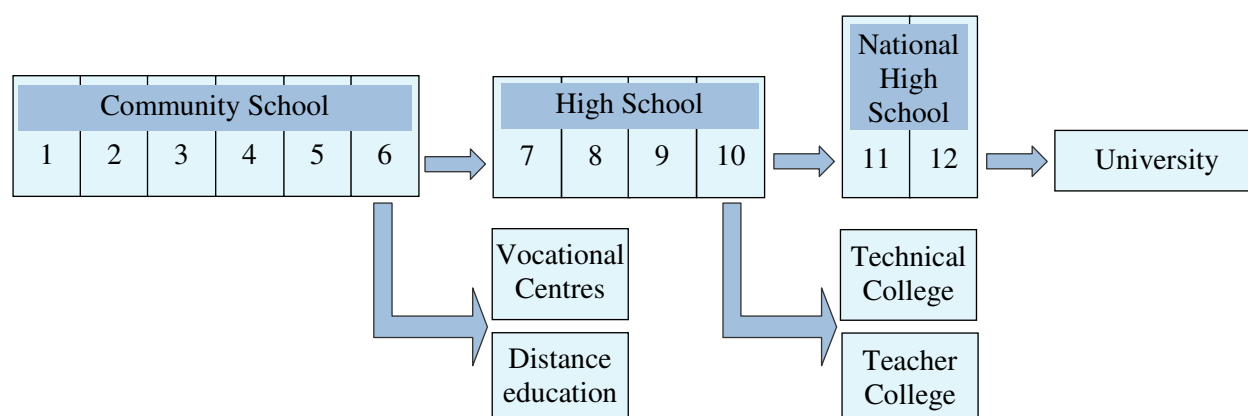 Community School
1 2 3 4 5 6
High School
7 8 9 10
National
High
School
11 12
University
Vocational
Centres
Distance
education
Technical
College
Teacher
College